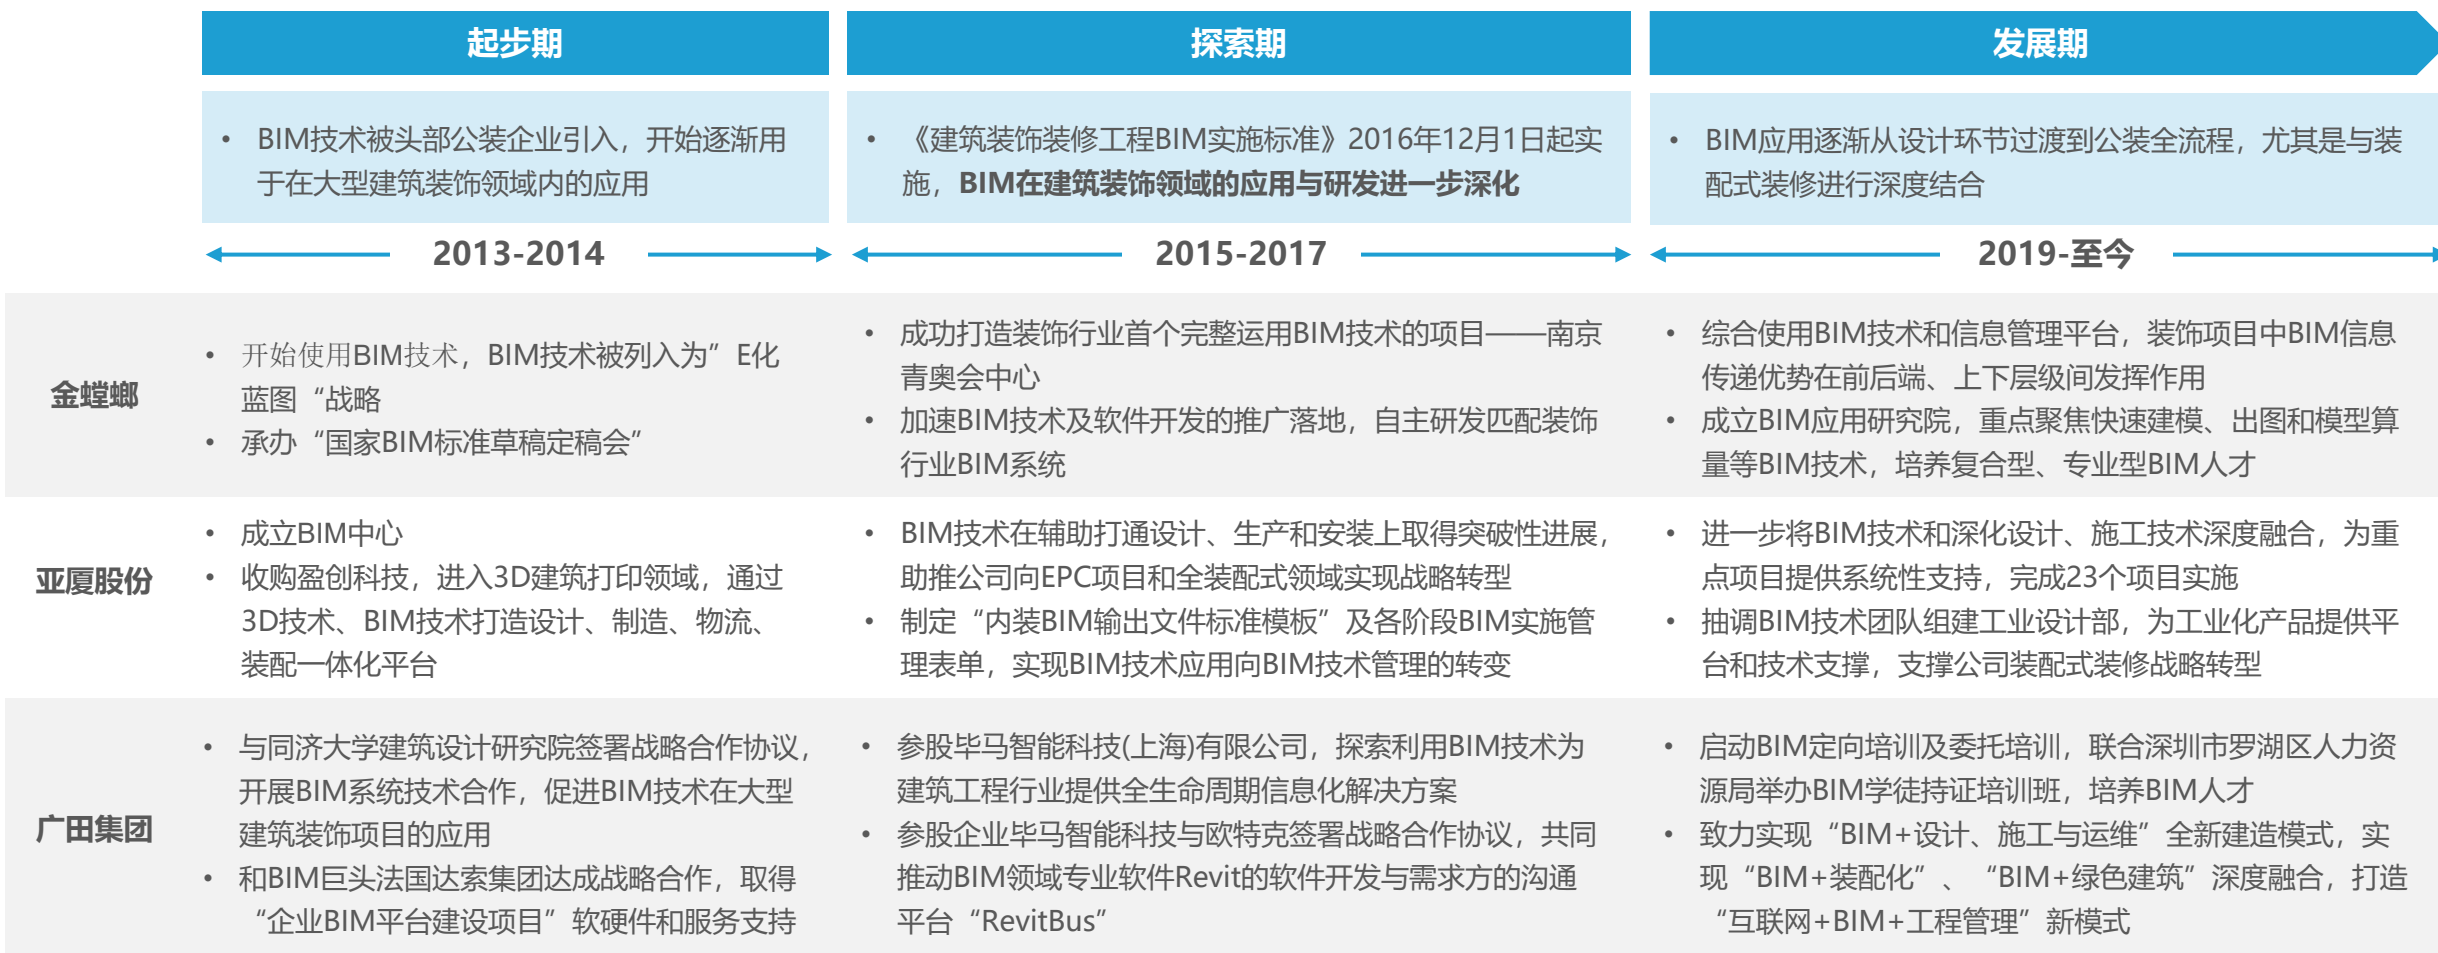 起步期
探索期
发展期
• BIM技术被头部公装企业引入，开始逐渐用
于在大型建筑装饰领域内的应用
• 《建筑装饰装修工程BIM实施标准》2016年12月1日起实
施，BIM在建筑装饰领域的应用与研发进一步深化
• BIM应用逐渐从设计环节过渡到公装全流程，尤其是与装
配式装修进行深度结合
2013-2014
2015-2017
2019-至今
金螳螂
• 开始使用BIM技术，BIM技术被列入为”E化
蓝图“战略
• 承办“国家BIM标准草稿定稿会”
• 成功打造装饰行业首个完整运用BIM技术的项目——南京
青奥会中心
• 加速BIM技术及软件开发的推广落地，自主研发匹配装饰
行业BIM系统
• 综合使用BIM技术和信息管理平台，装饰项目中BIM信息
传递优势在前后端、上下层级间发挥作用
• 成立BIM应用研究院，重点聚焦快速建模、出图和模型算
量等BIM技术，培养复合型、专业型BIM人才
亚厦股份
• 成立BIM中心
• 收购盈创科技，进入3D建筑打印领域，通过
3D技术、BIM技术打造设计、制造、物流、
装配一体化平台
• BIM技术在辅助打通设计、生产和安装上取得突破性进展，
助推公司向EPC项目和全装配式领域实现战略转型
• 制定“内装BIM输出文件标准模板”及各阶段BIM实施管
理表单，实现BIM技术应用向BIM技术管理的转变
• 进一步将BIM技术和深化设计、施工技术深度融合，为重
点项目提供系统性支持，完成23个项目实施
• 抽调BIM技术团队组建工业设计部，为工业化产品提供平
台和技术支撑，支撑公司装配式装修战略转型
广田集团
• 与同济大学建筑设计研究院签署战略合作协议，
开展BIM系统技术合作，促进BIM技术在大型
建筑装饰项目的应用
• 和BIM巨头法国达索集团达成战略合作，取得
“企业BIM平台建设项目”软硬件和服务支持
• 参股毕马智能科技(上海)有限公司，探索利用BIM技术为
建筑工程行业提供全生命周期信息化解决方案
• 参股企业毕马智能科技与欧特克签署战略合作协议，共同
推动BIM领域专业软件Revit的软件开发与需求方的沟通
平台“RevitBus”
• 启动BIM定向培训及委托培训，联合深圳市罗湖区人力资
源局举办BIM学徒持证培训班，培养BIM人才
• 致力实现“BIM+设计、施工与运维”全新建造模式，实
现“BIM+装配化”、“BIM+绿色建筑”深度融合，打造
“互联网+BIM+工程管理”新模式